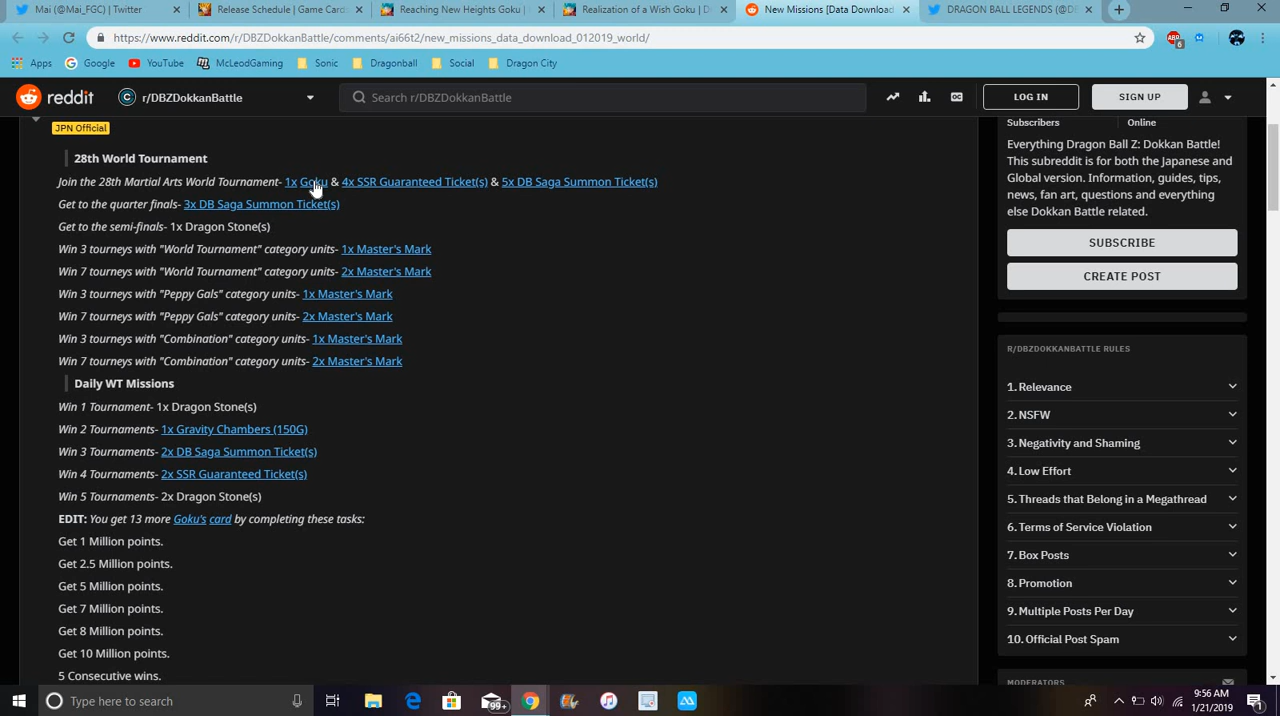 Mai (@Mai_FGC) | Twitter
Release Schedule | Game Card
Reaching New Heights Goku |
Realization of a Wish Goku | D
New Missions [Data Download
DRAGON BALL LEGENDS (@D
https://www.reddit.com/r/DBZDokkanBattle/comments/ai66t2/new_missions_data_download_012019_world/
ABP
6
Apps
Google
YouTube
McLeodGaming
Sonic
Dragonball
Social
Dragon City
reddit
r/DBZDokkanBattle
Search r/DBZDokkanBattle
LOG IN
SIGN UP
JPN Official
28th World Tournament
Join the 28th Martial Arts World Tournament- 1x Goku & 4x SSR Guaranteed Ticket(s) & 5x DB Saga Summon Ticket(s)
Get to the quarter finals- 3x DB Saga Summon Ticket(s)
Get to the semi-finals- 1x Dragon Stone(s)
Win 3 tourneys with "World Tournament" category units- 1x Master's Mark
Win 7 tourneys with "World Tournament" category units- 2x Master's Mark
Win 3 tourneys with "Peppy Gals" category units- 1x Master's Mark
Win 7 tourneys with "Peppy Gals" category units- 2x Master's Mark
Win 3 tourneys with "Combination" category units- 1x Master's Mark
Win 7 tourneys with "Combination" category units- 2x Master's Mark
Daily WT Missions
Win 1 Tournament- 1x Dragon Stone(s)
Win 2 Tournaments- 1x Gravity Chambers (150G)
Win 3 Tournaments- 2x DB Saga Summon Ticket(s)
Win 4 Tournaments- 2x SSR Guaranteed Ticket(s)
Win 5 Tournaments- 2x Dragon Stone(s)
EDIT: You get 13 more Goku's card by completing these tasks:
Get 1 Million points.
Get 2.5 Million points.
Get 5 Million points.
Get 7 Million points.
Get 8 Million points.
Get 10 Million points.
5 Consecutive wins.
Subscribers
Online
Everything Dragon Ball Z: Dokkan Battle!
This subreddit is for both the Japanese and
Global version. Information, guides, tips,
news, fan art, questions and everything
else Dokkan Battle related.
SUBSCRIBE
CREATE POST
R/DBZDOKKANBATTLE RULES
1. Relevance
2. NSFW
3. Negativity and Shaming
4. Low Effort
5. Threads that Belong in a Megathread
6. Terms of Service Violation
7. Box Posts
8. Promotion
9. Multiple Posts Per Day
10. Official Post Spam
MODERATORS
Type here to search
99+
9:56 AM
1/21/2019
1